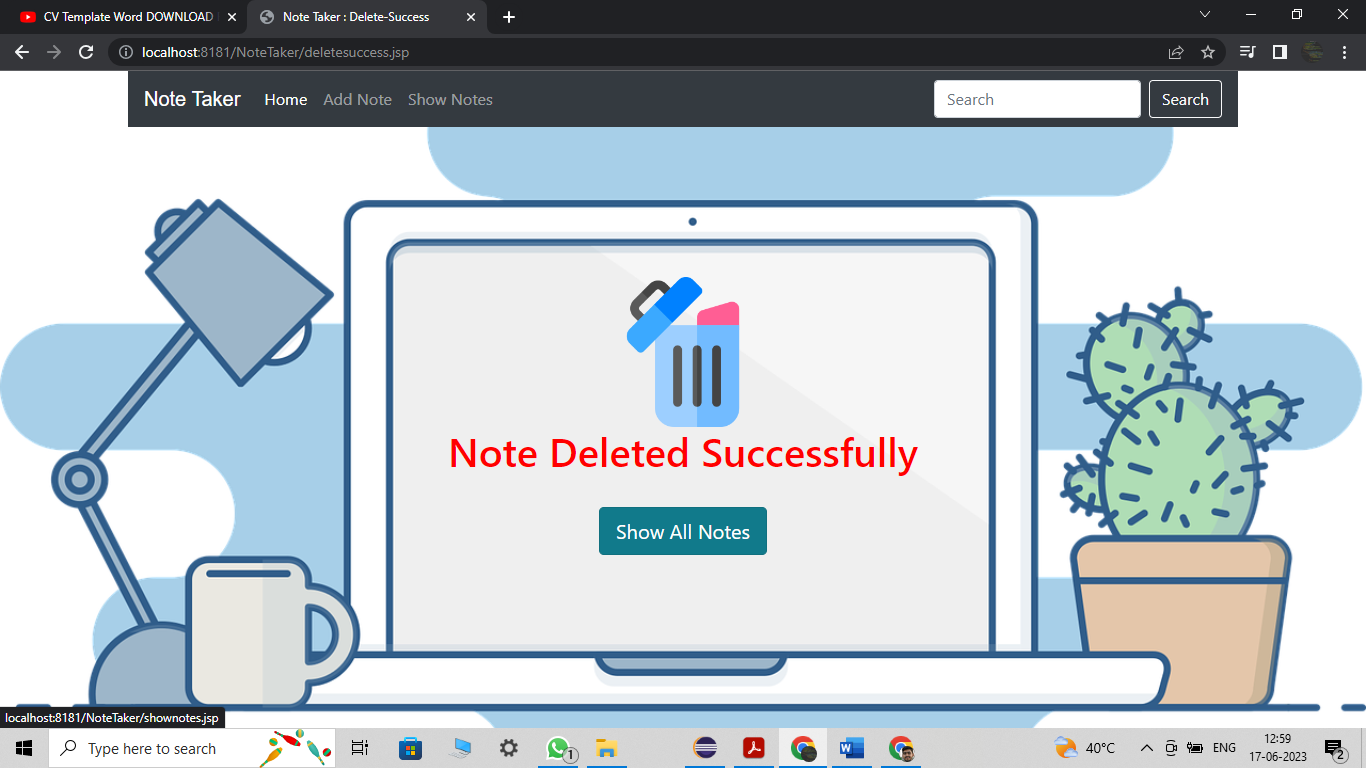 CV Template Word DOWNLOAD
Note Taker : Delete-Success
localhost:8181/NoteTaker/deletesuccess.jsp
Note Taker Home Add Note Show Notes Search Search
Note Deleted Successfully
Show All Notes
localhost:8181/NoteTaker/shownotes.jsp
Type here to search
1
W
40°C
ENG
12:59
17-06-2023
2